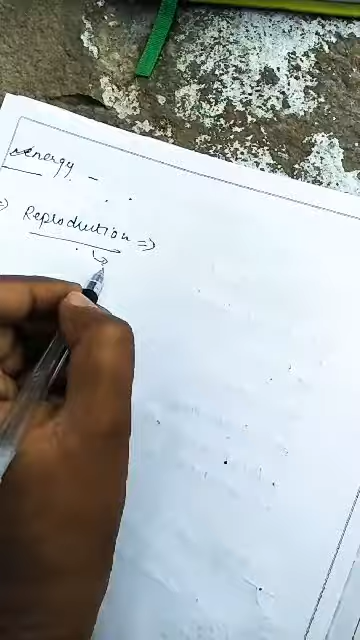 energy -
=> Reproduction =>
↳